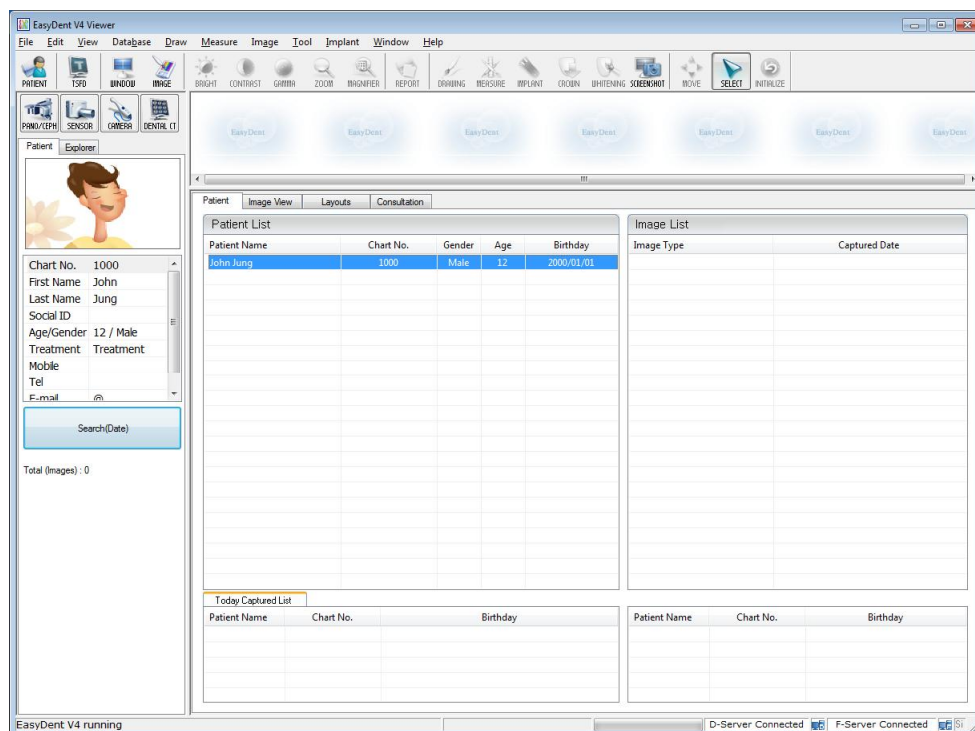 EasyDent V4 Viewer
File Edit View Database Draw Measure Image Tool Implant Window Help
PATIENT TSFD WINDOW IMAGE BRIGHT CONTRAST GAMMA ZOOM MAGNIFIER REPORT DRAWING MEASURE IMPLANT CROWN WHITENING SCREENSHOT MOVE SELECT INITIALIZE
PANO/CEPH SENSOR CAMERA DENTAL CT
EasyDent EasyDent EasyDent EasyDent EasyDent EasyDent EasyDent
Patient Explorer
Patient Image View Layouts Consultation
Patient List Image List
Patient Name Chart No. Gender Age Birthday Image Type Captured Date
John Jung 1000 Male 12 2000/01/01
Chart No. 1000
First Name John
Last Name Jung
Social ID
Age/Gender 12 / Male
Treatment Treatment
Mobile
Tel
E-mail @
Search(Date)
Total (Images) : 0
Today Captured List
Patient Name Chart No. Birthday Patient Name Chart No. Birthday
EasyDent V4 running D-Server Connected F-Server Connected Si